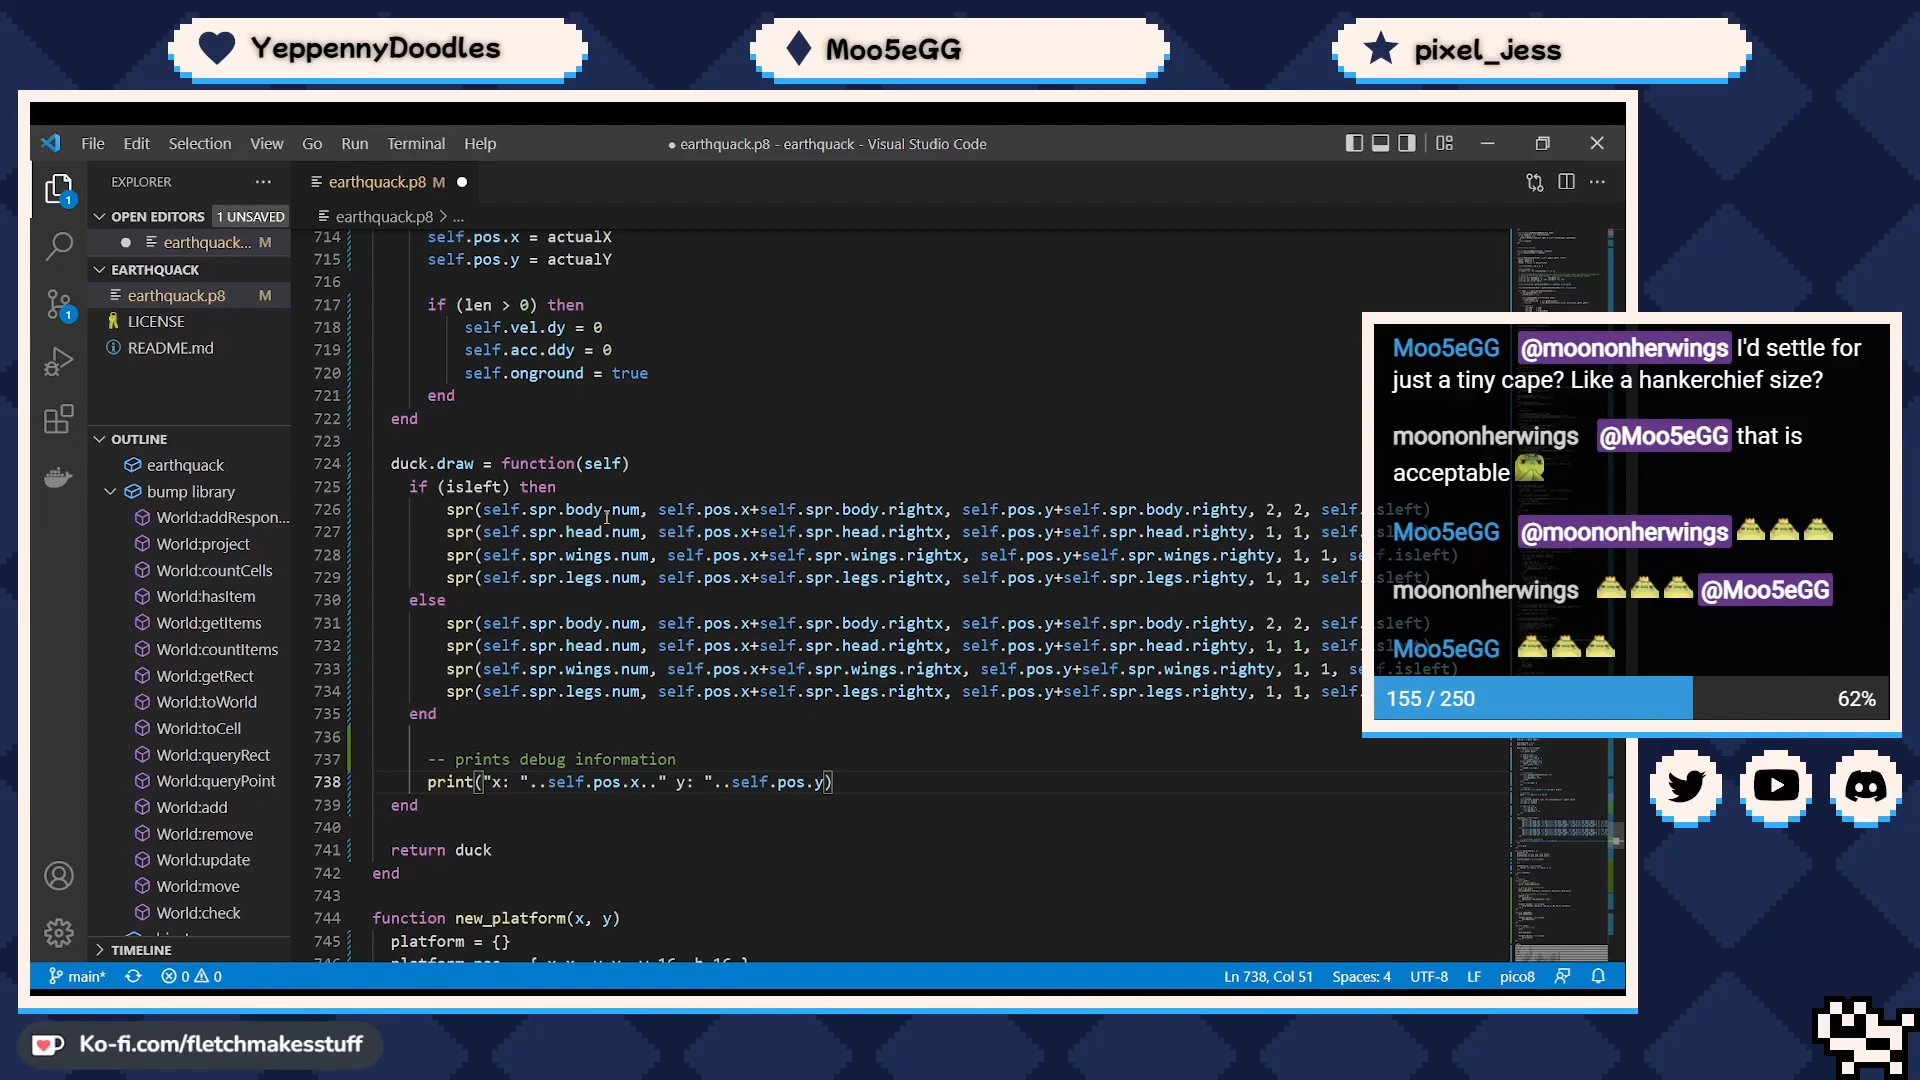 YeppennyDoodles
Moo5eGG
pixel_jess
File Edit Selection View Go Run Terminal Help
● earthquack.p8 - earthquack - Visual Studio Code
EXPLORER
earthquack.p8 M
OPEN EDITORS 1 UNSAVED
earthquack... M
earthquack.p8 > ...
EARTHQUACK
earthquack.p8 M
LICENSE
README.md
OUTLINE
earthquack
bump library
World:addRespon...
World:project
World:countCells
World:hasItem
World:getItems
World:countItems
World:getRect
World:toWorld
World:toCell
World:queryRect
World:queryPoint
World:add
World:remove
World:update
World:move
World:check
TIMELINE
714 self.pos.x = actualX
715 self.pos.y = actualY
716
717 if (len > 0) then
718 self.vel.dy = 0
719 self.acc.ddy = 0
720 self.onground = true
721 end
722 end
723
724 duck.draw = function(self)
725 if (isleft) then
726 spr(self.spr.body.num, self.pos.x+self.spr.body.rightx, self.pos.y+self.spr.body.righty, 2, 2, self.isleft)
727 spr(self.spr.head.num, self.pos.x+self.spr.head.rightx, self.pos.y+self.spr.head.righty, 1, 1, self.
728 spr(self.spr.wings.num, self.pos.x+self.spr.wings.rightx, self.pos.y+self.spr.wings.righty, 1, 1, self.isleft)
729 spr(self.spr.legs.num, self.pos.x+self.spr.legs.rightx, self.pos.y+self.spr.legs.righty, 1, 1, self.isleft)
730 else
731 spr(self.spr.body.num, self.pos.x+self.spr.body.rightx, self.pos.y+self.spr.body.righty, 2, 2, self.isleft)
732 spr(self.spr.head.num, self.pos.x+self.spr.head.rightx, self.pos.y+self.spr.head.righty, 1, 1, self.
733 spr(self.spr.wings.num, self.pos.x+self.spr.wings.rightx, self.pos.y+self.spr.wings.righty, 1, 1, self.isleft)
734 spr(self.spr.legs.num, self.pos.x+self.spr.legs.rightx, self.pos.y+self.spr.legs.righty, 1, 1, self.
735 end
736
737 -- prints debug information
738 print("x: "..self.pos.x.." y: "..self.pos.y)
739 end
740
741 return duck
742 end
743
744 function new_platform(x, y)
745 platform = {}
Moo5eGG @moononherwings I'd settle for
just a tiny cape? Like a hankerchief size?
moononherwings @Moo5eGG that is
acceptable
Moo5eGG @moononherwings
moononherwings @Moo5eGG
Moo5eGG
155 / 250 62%
main* 0 0
Ln 738, Col 51 Spaces: 4 UTF-8 LF pico8
Ko-fi.com/fletchmakesstuff